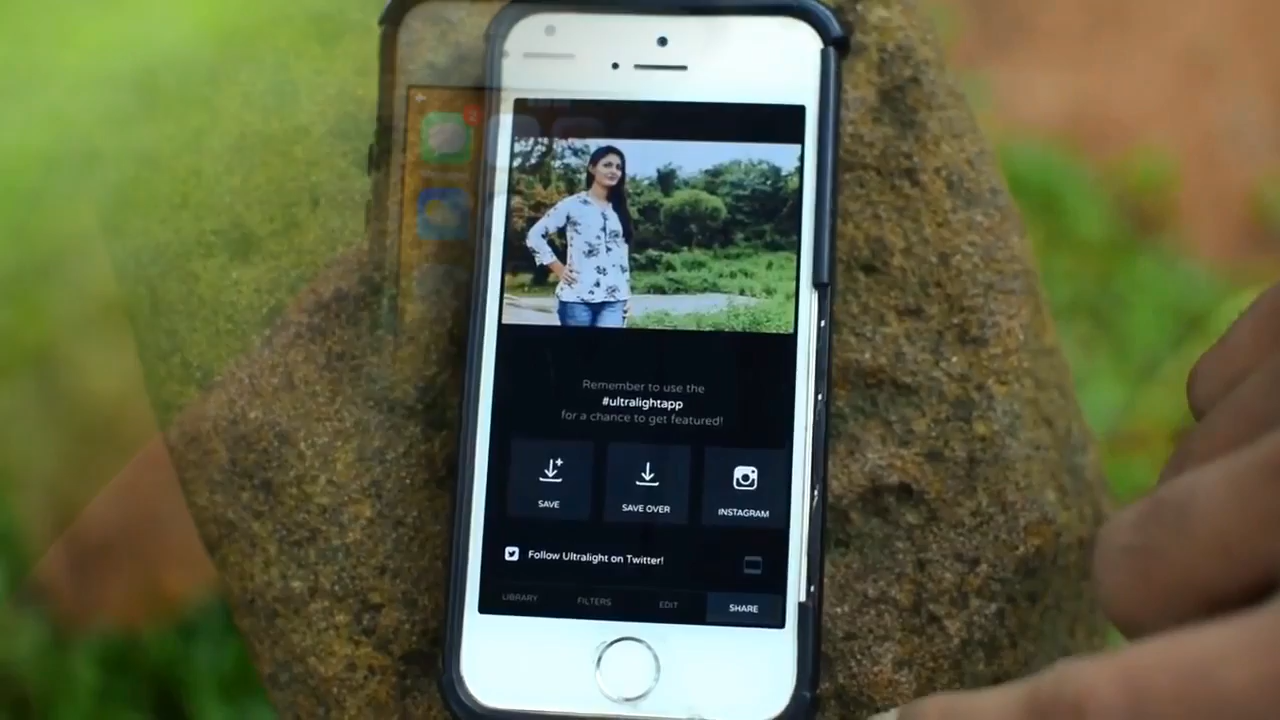 2
Remember to use the
#ultralightapp
for a chance to get featured!
SAVE
SAVE OVER
INSTAGRAM
Follow Ultralight on Twitter!
LIBRARY
FILTERS
EDIT
SHARE